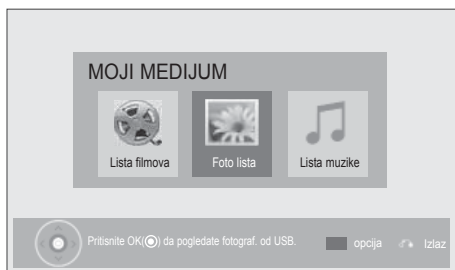 MOJI MEDIJUM
Lista filmova
Foto lista
Lista muzike
Pritisnite OK(◉) da pogledate fotograf. od USB.
opcija
Izlaz